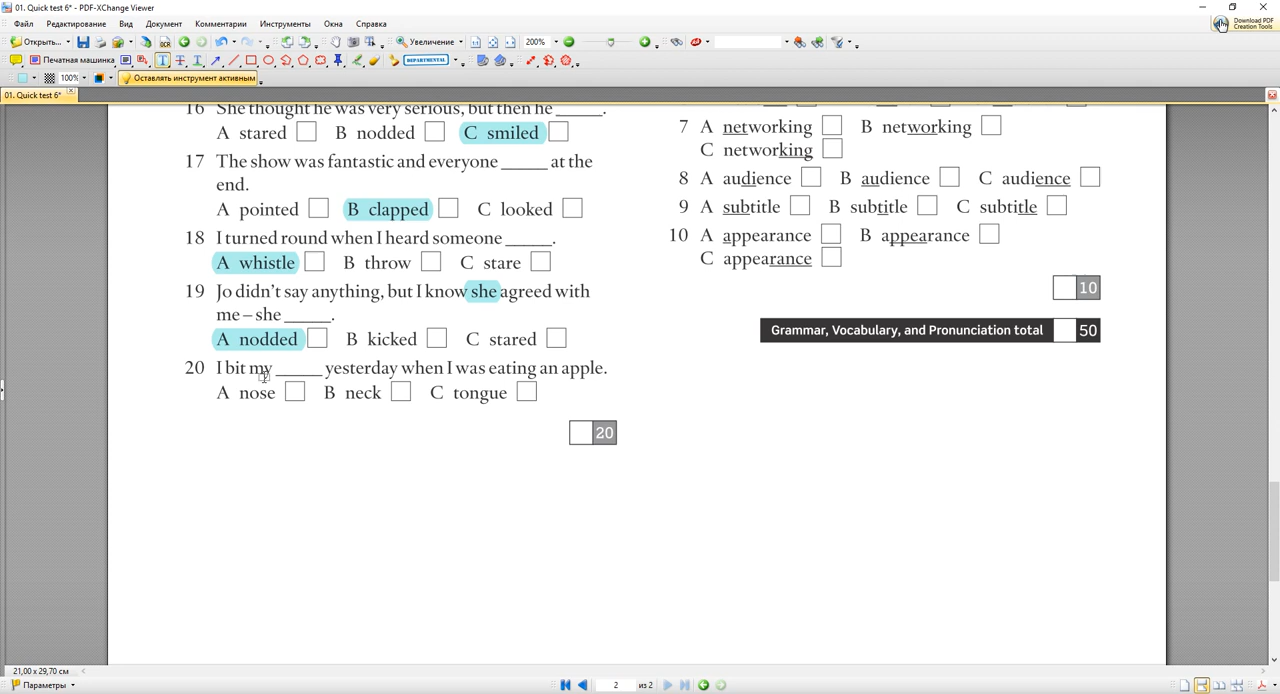 01. Quick test 6* - PDF-XChange Viewer
Файл Редактирование Вид Документ Комментарии Инструменты Окна Справка
Download PDF Creation Tools
Открыть... OCR Увеличение 200%
Печатная машинка DEPARTMENTAL
100% Оставлять инструмент активным
01. Quick test 6*
16 She thought he was very serious, but then he _____.
A stared B nodded C smiled
17 The show was fantastic and everyone _____ at the
end.
A pointed B clapped C looked
18 I turned round when I heard someone _____.
A whistle B throw C stare
19 Jo didn't say anything, but I know she agreed with
me – she _____.
A nodded B kicked C stared
20 I bit my _____ yesterday when I was eating an apple.
A nose B neck C tongue
20
7 A networking B networking
C networking
8 A audience B audience C audience
9 A subtitle B subtitle C subtitle
10 A appearance B appearance
C appearance
10
Grammar, Vocabulary, and Pronunciation total 50
21,00 x 29,70 см
Параметры 2 из 2